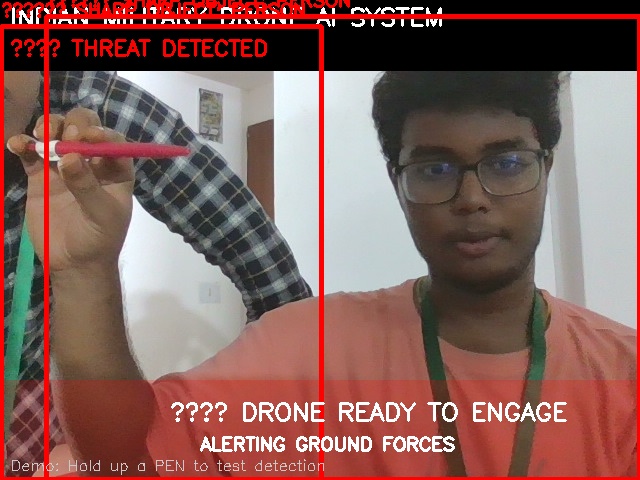 INDIAN MILITARY DRONE AI SYSTEM
???? THREAT DETECTED
???? DRONE READY TO ENGAGE
ALERTING GROUND FORCES
Demo: Hold up a PEN to test detection